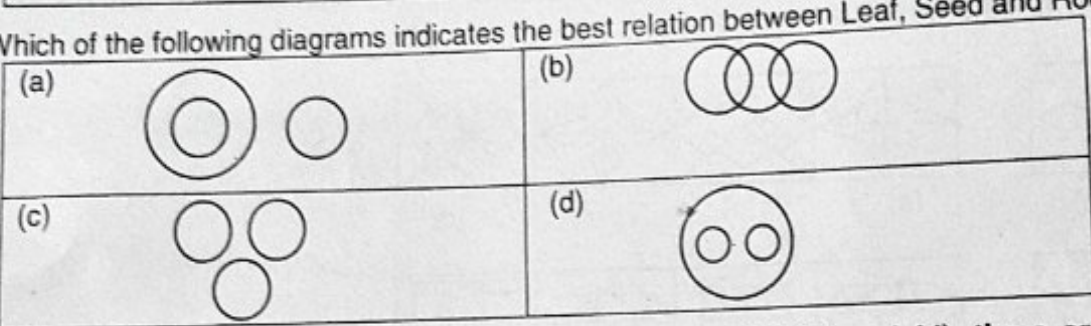 Which of the following diagrams indicates the best relation between Leaf, Seed and
(a)
(b)
(c)
(d)